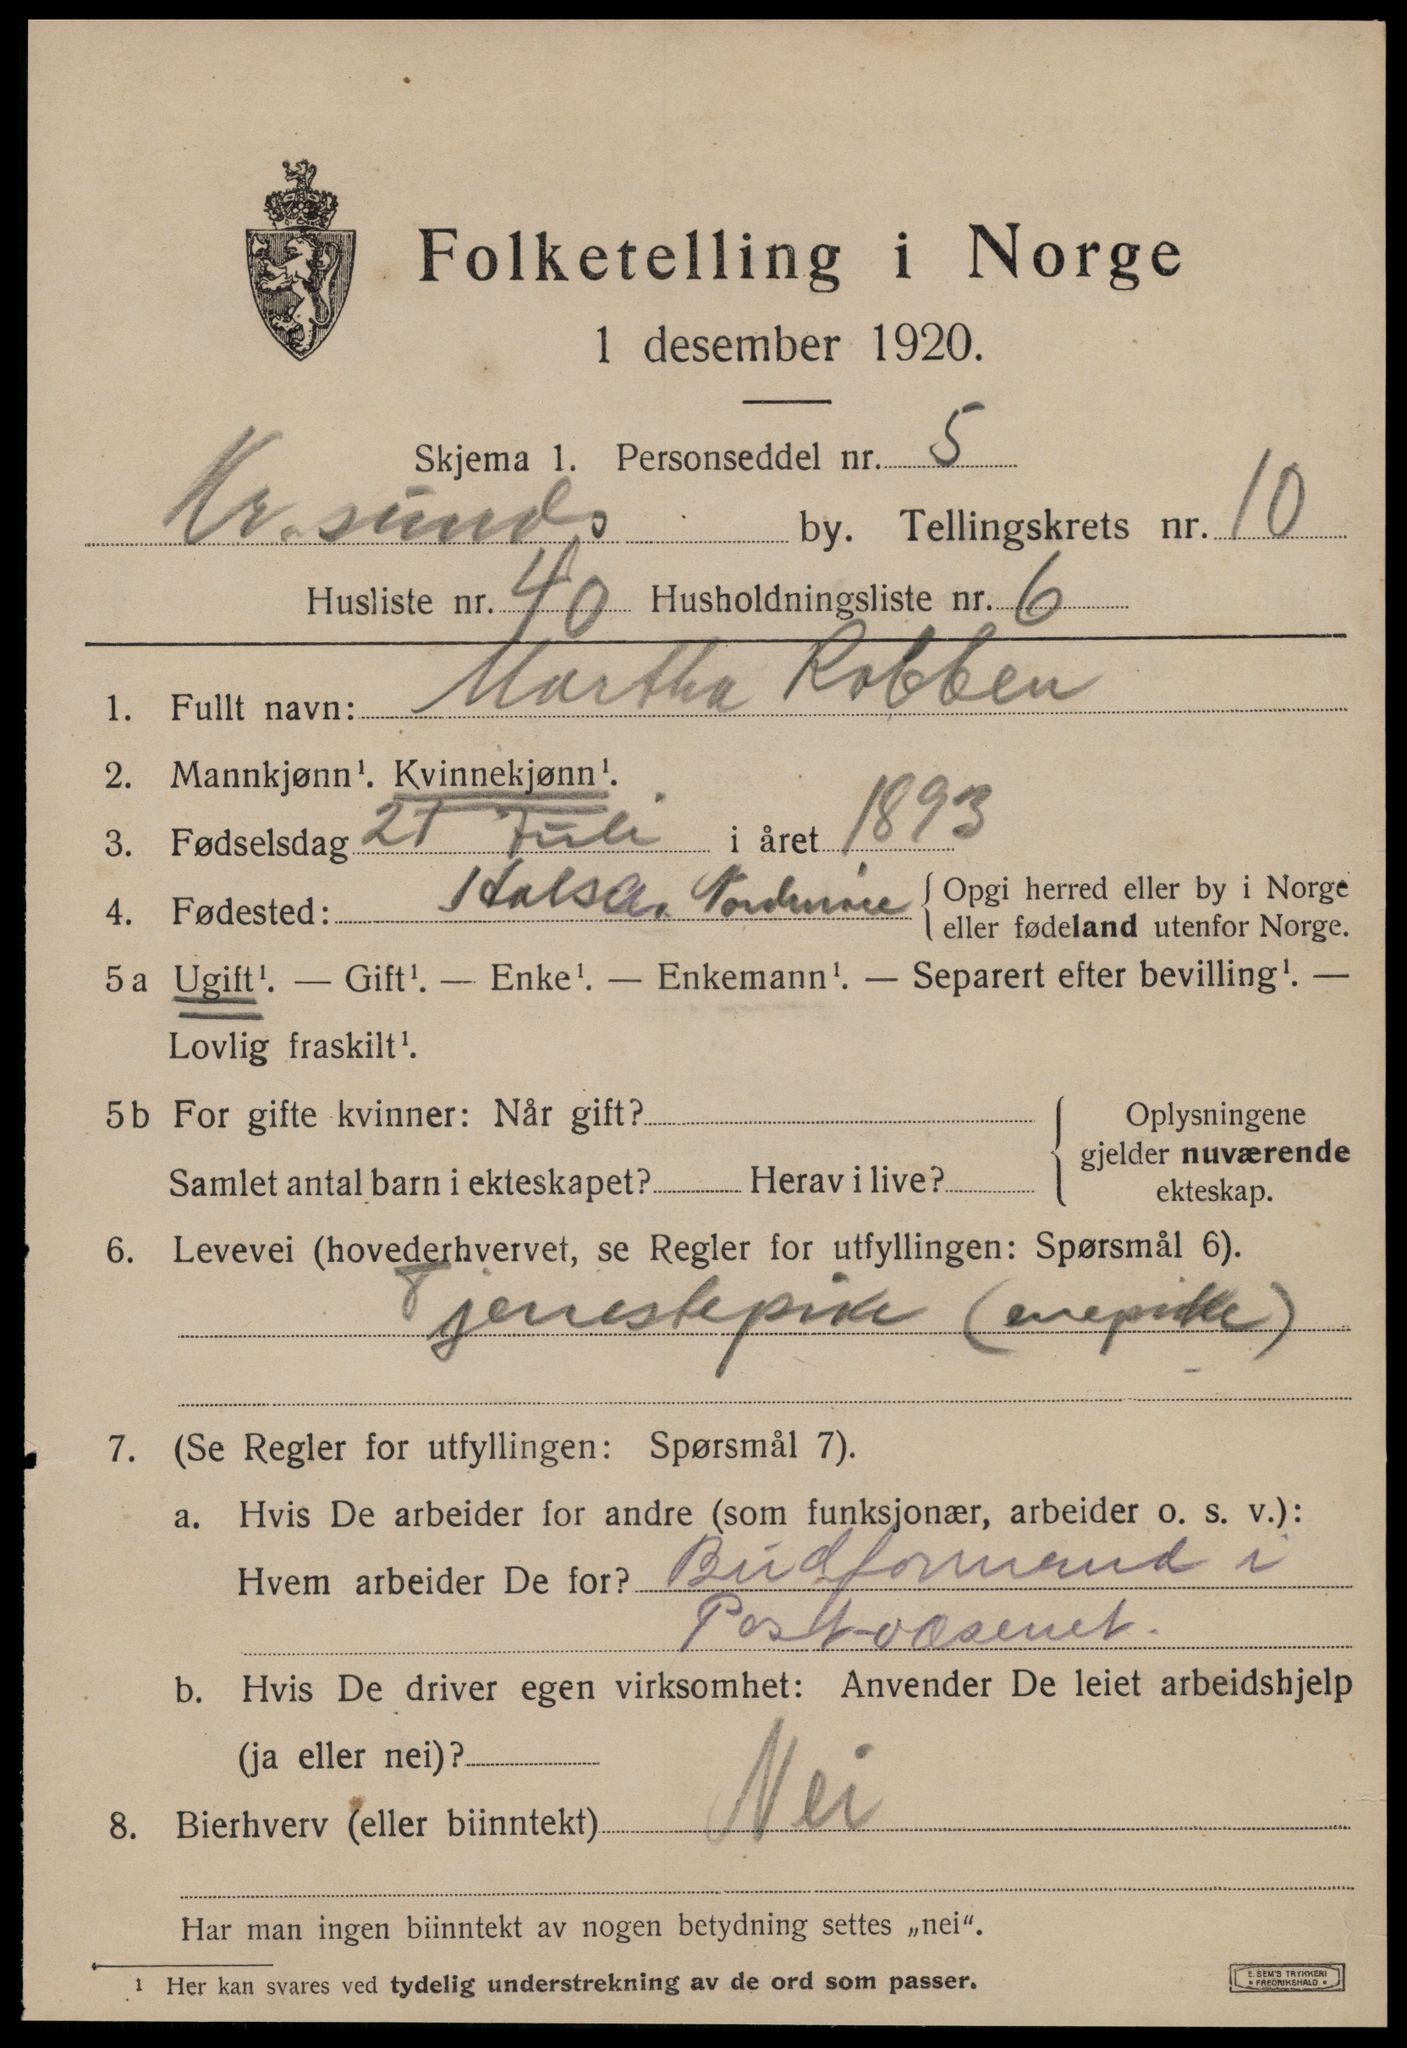 Folketelling i Norge
1 desember 1920.
Skjema 1. Personseddel nr. 5
Kr.sunds by. Tellingskrets nr. 10
Husliste nr. 40 Husholdningsliste nr. 6
1. Fullt navn: Martha Robben
2. Mannkjønn¹. Kvinnekjønn¹.
3. Fødselsdag 21 Juli i året 1893
4. Fødested: Halsa. Nordmøre { Opgi herred eller by i Norge
eller fødeland utenfor Norge.
5a Ugift¹. — Gift¹. — Enke¹. — Enkemann¹. — Separert efter bevilling¹. —
Lovlig fraskilt¹.
5b For gifte kvinner: Når gift? { Oplysningene
gjelder nuværende
Samlet antal barn i ekteskapet? Herav i live?
ekteskap.
6. Levevei (hovederhvervet, se Regler for utfyllingen: Spørsmål 6).
Tjenestepike (enepike)
7. (Se Regler for utfyllingen: Spørsmål 7).
a. Hvis De arbeider for andre (som funksjonær, arbeider o. s. v.):
Hvem arbeider De for? Budformand i
Postvæsenet.
b. Hvis De driver egen virksomhet: Anvender De leiet arbeidshjelp
(ja eller nei)?
8. Bierhverv (eller biinntekt) Nei
Har man ingen biinntekt av nogen betydning settes „nei".
¹ Her kan svares ved tydelig understrekning av de ord som passer.
E. SEM'S TRYKKERI
FREDRIKSHALD